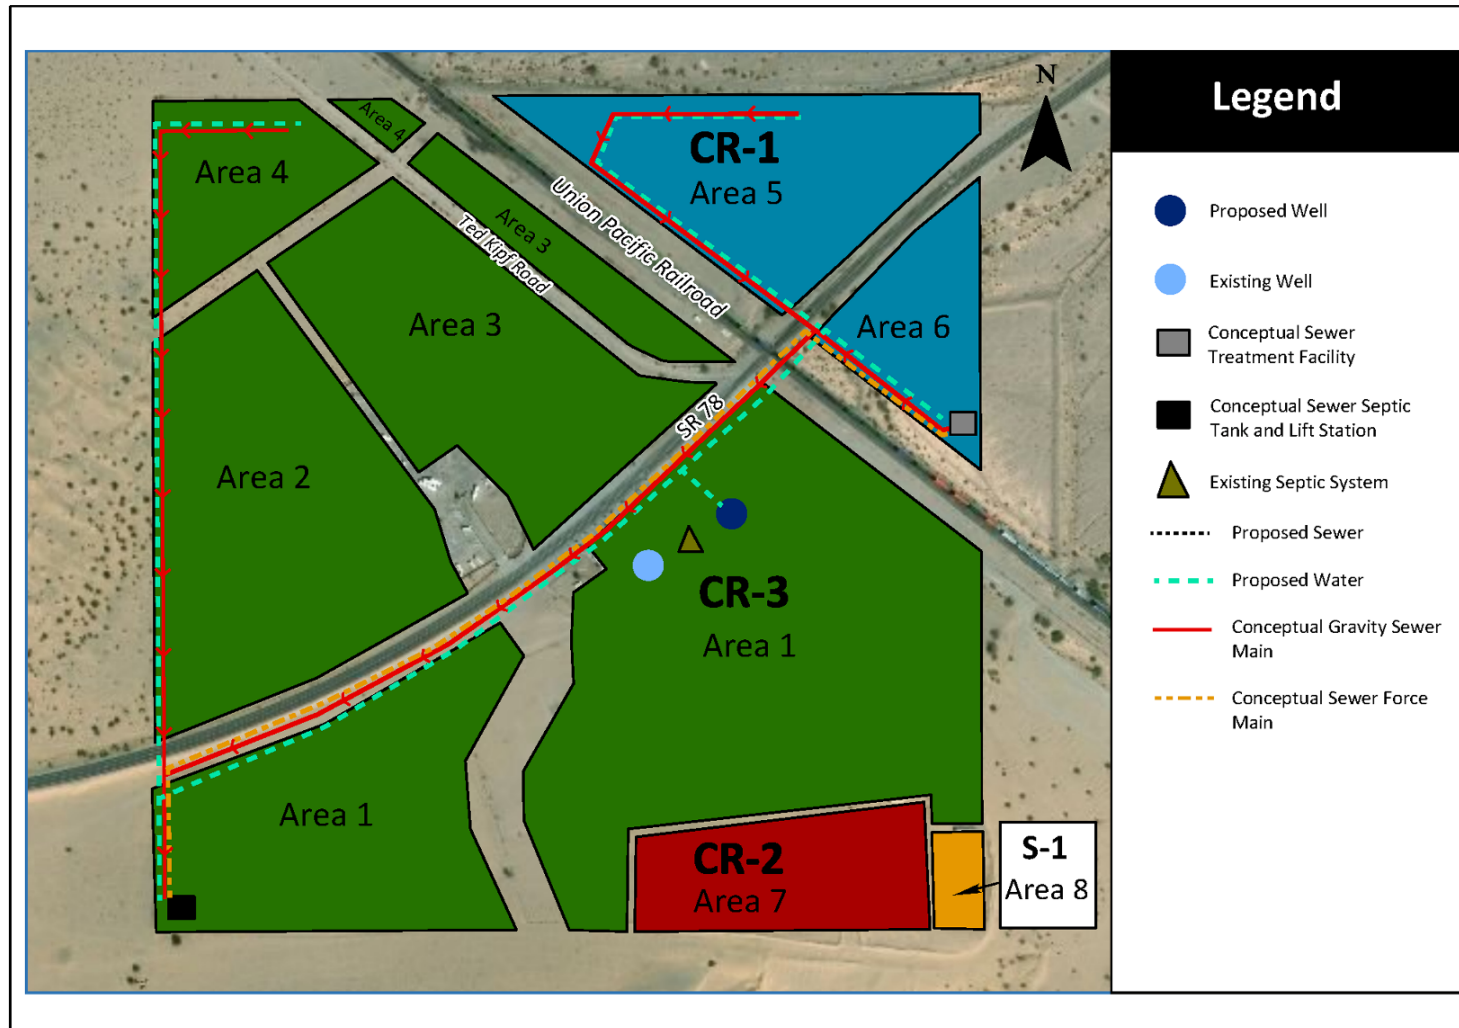 N
Area 4
Area 4
CR-1
Area 5
Union Pacific Railroad
Area 3
Ted Kipf Road
Area 3
Area 6
SR 78
Area 2
CR-3
Area 1
Area 1
CR-2
Area 7
S-1
Area 8
Legend
Proposed Well
Existing Well
Conceptual Sewer
Treatment Facility
Conceptual Sewer Septic
Tank and Lift Station
Existing Septic System
Proposed Sewer
Proposed Water
Conceptual Gravity Sewer
Main
Conceptual Sewer Force
Main